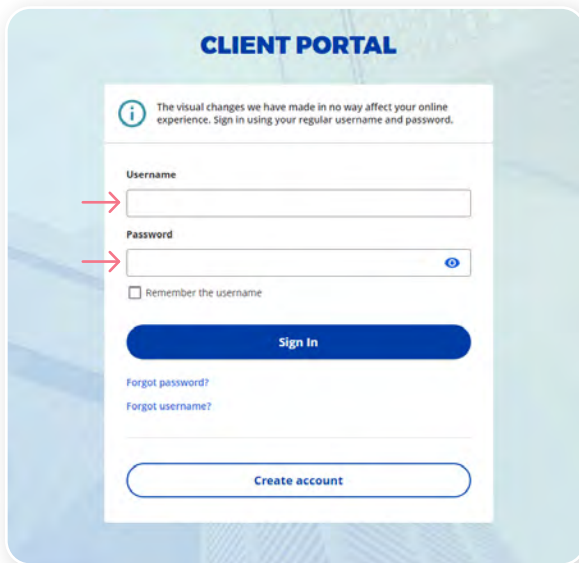 CLIENT PORTAL
The visual changes we have made in no way affect your online
experience. Sign in using your regular username and password.
Username
Password
Remember the username
Sign In
Forgot password?
Forgot username?
Create account